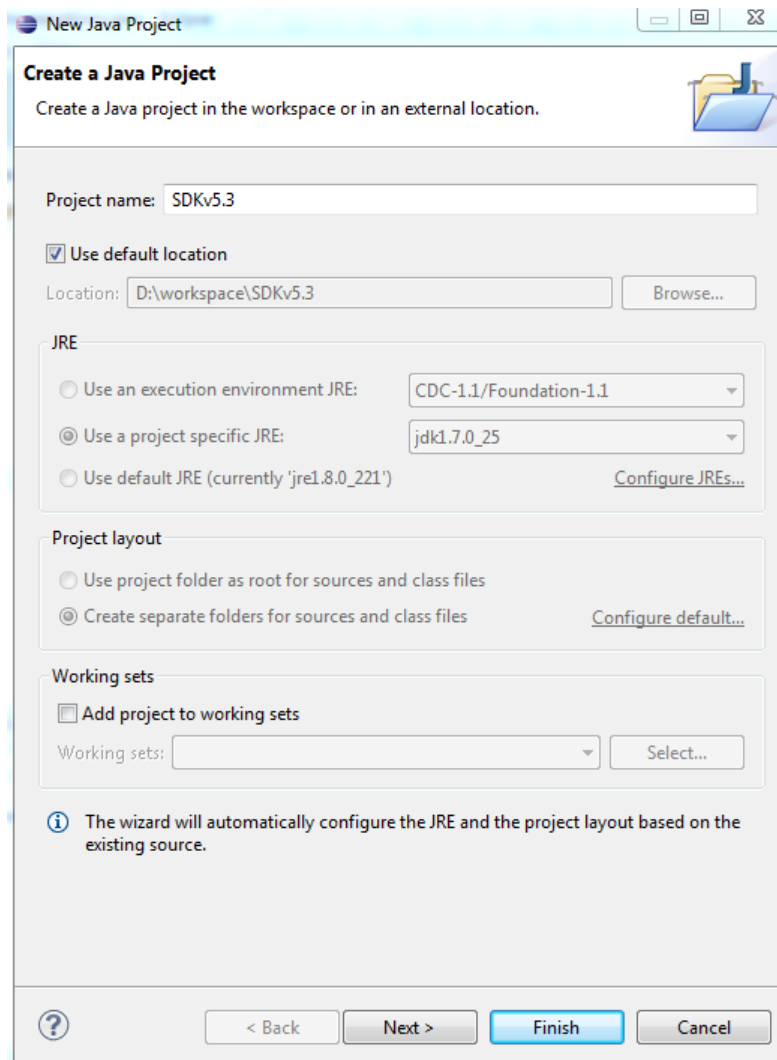 New Java Project
Create a Java Project
Create a Java project in the workspace or in an external location.
Project name: SDKv5.3
Use default location
Location: D:\workspace\SDKv5.3 Browse...
JRE
Use an execution environment JRE: CDC-1.1/Foundation-1.1
Use a project specific JRE: jdk1.7.0_25
Use default JRE (currently 'jre1.8.0_221') Configure JREs...
Project layout
Use project folder as root for sources and class files
Create separate folders for sources and class files Configure default...
Working sets
Add project to working sets
Working sets: Select...
The wizard will automatically configure the JRE and the project layout based on the
existing source.
? < Back Next > Finish Cancel